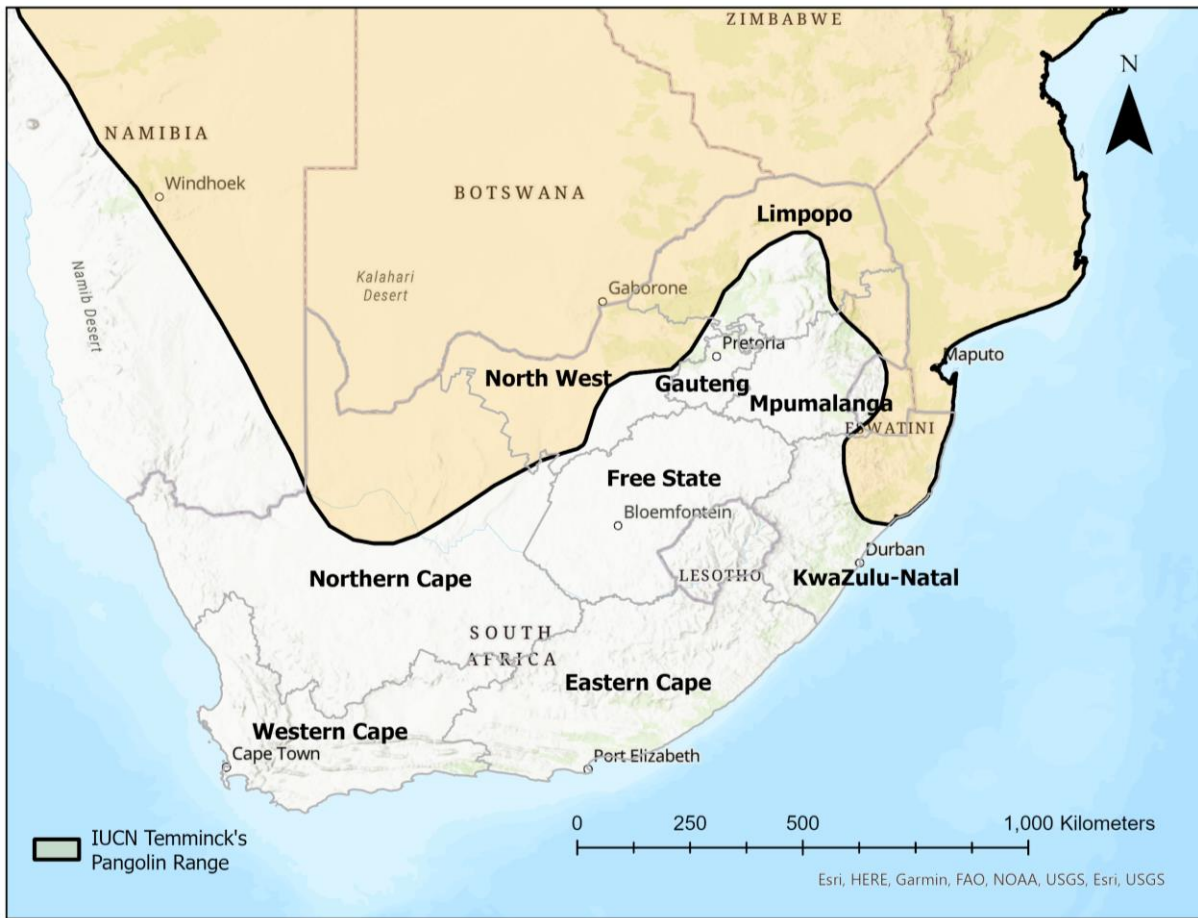 ZIMBABWE
N
NAMIBIA
Windhoek
BOTSWANA
Limpopo
Namib Desert
Kalahari
Desert
Gaborone
Pretoria
Maputo
North West
Gauteng
Mpumalanga
ESWATINI
Free State
Bloemfontein
Durban
Northern Cape
LESOTHO
KwaZulu-Natal
SOUTH
AFRICA
Eastern Cape
Western Cape
Cape Town
Port Elizabeth
IUCN Temminck's
Pangolin Range
0 250 500 1,000 Kilometers
Esri, HERE, Garmin, FAO, NOAA, USGS, Esri, USGS